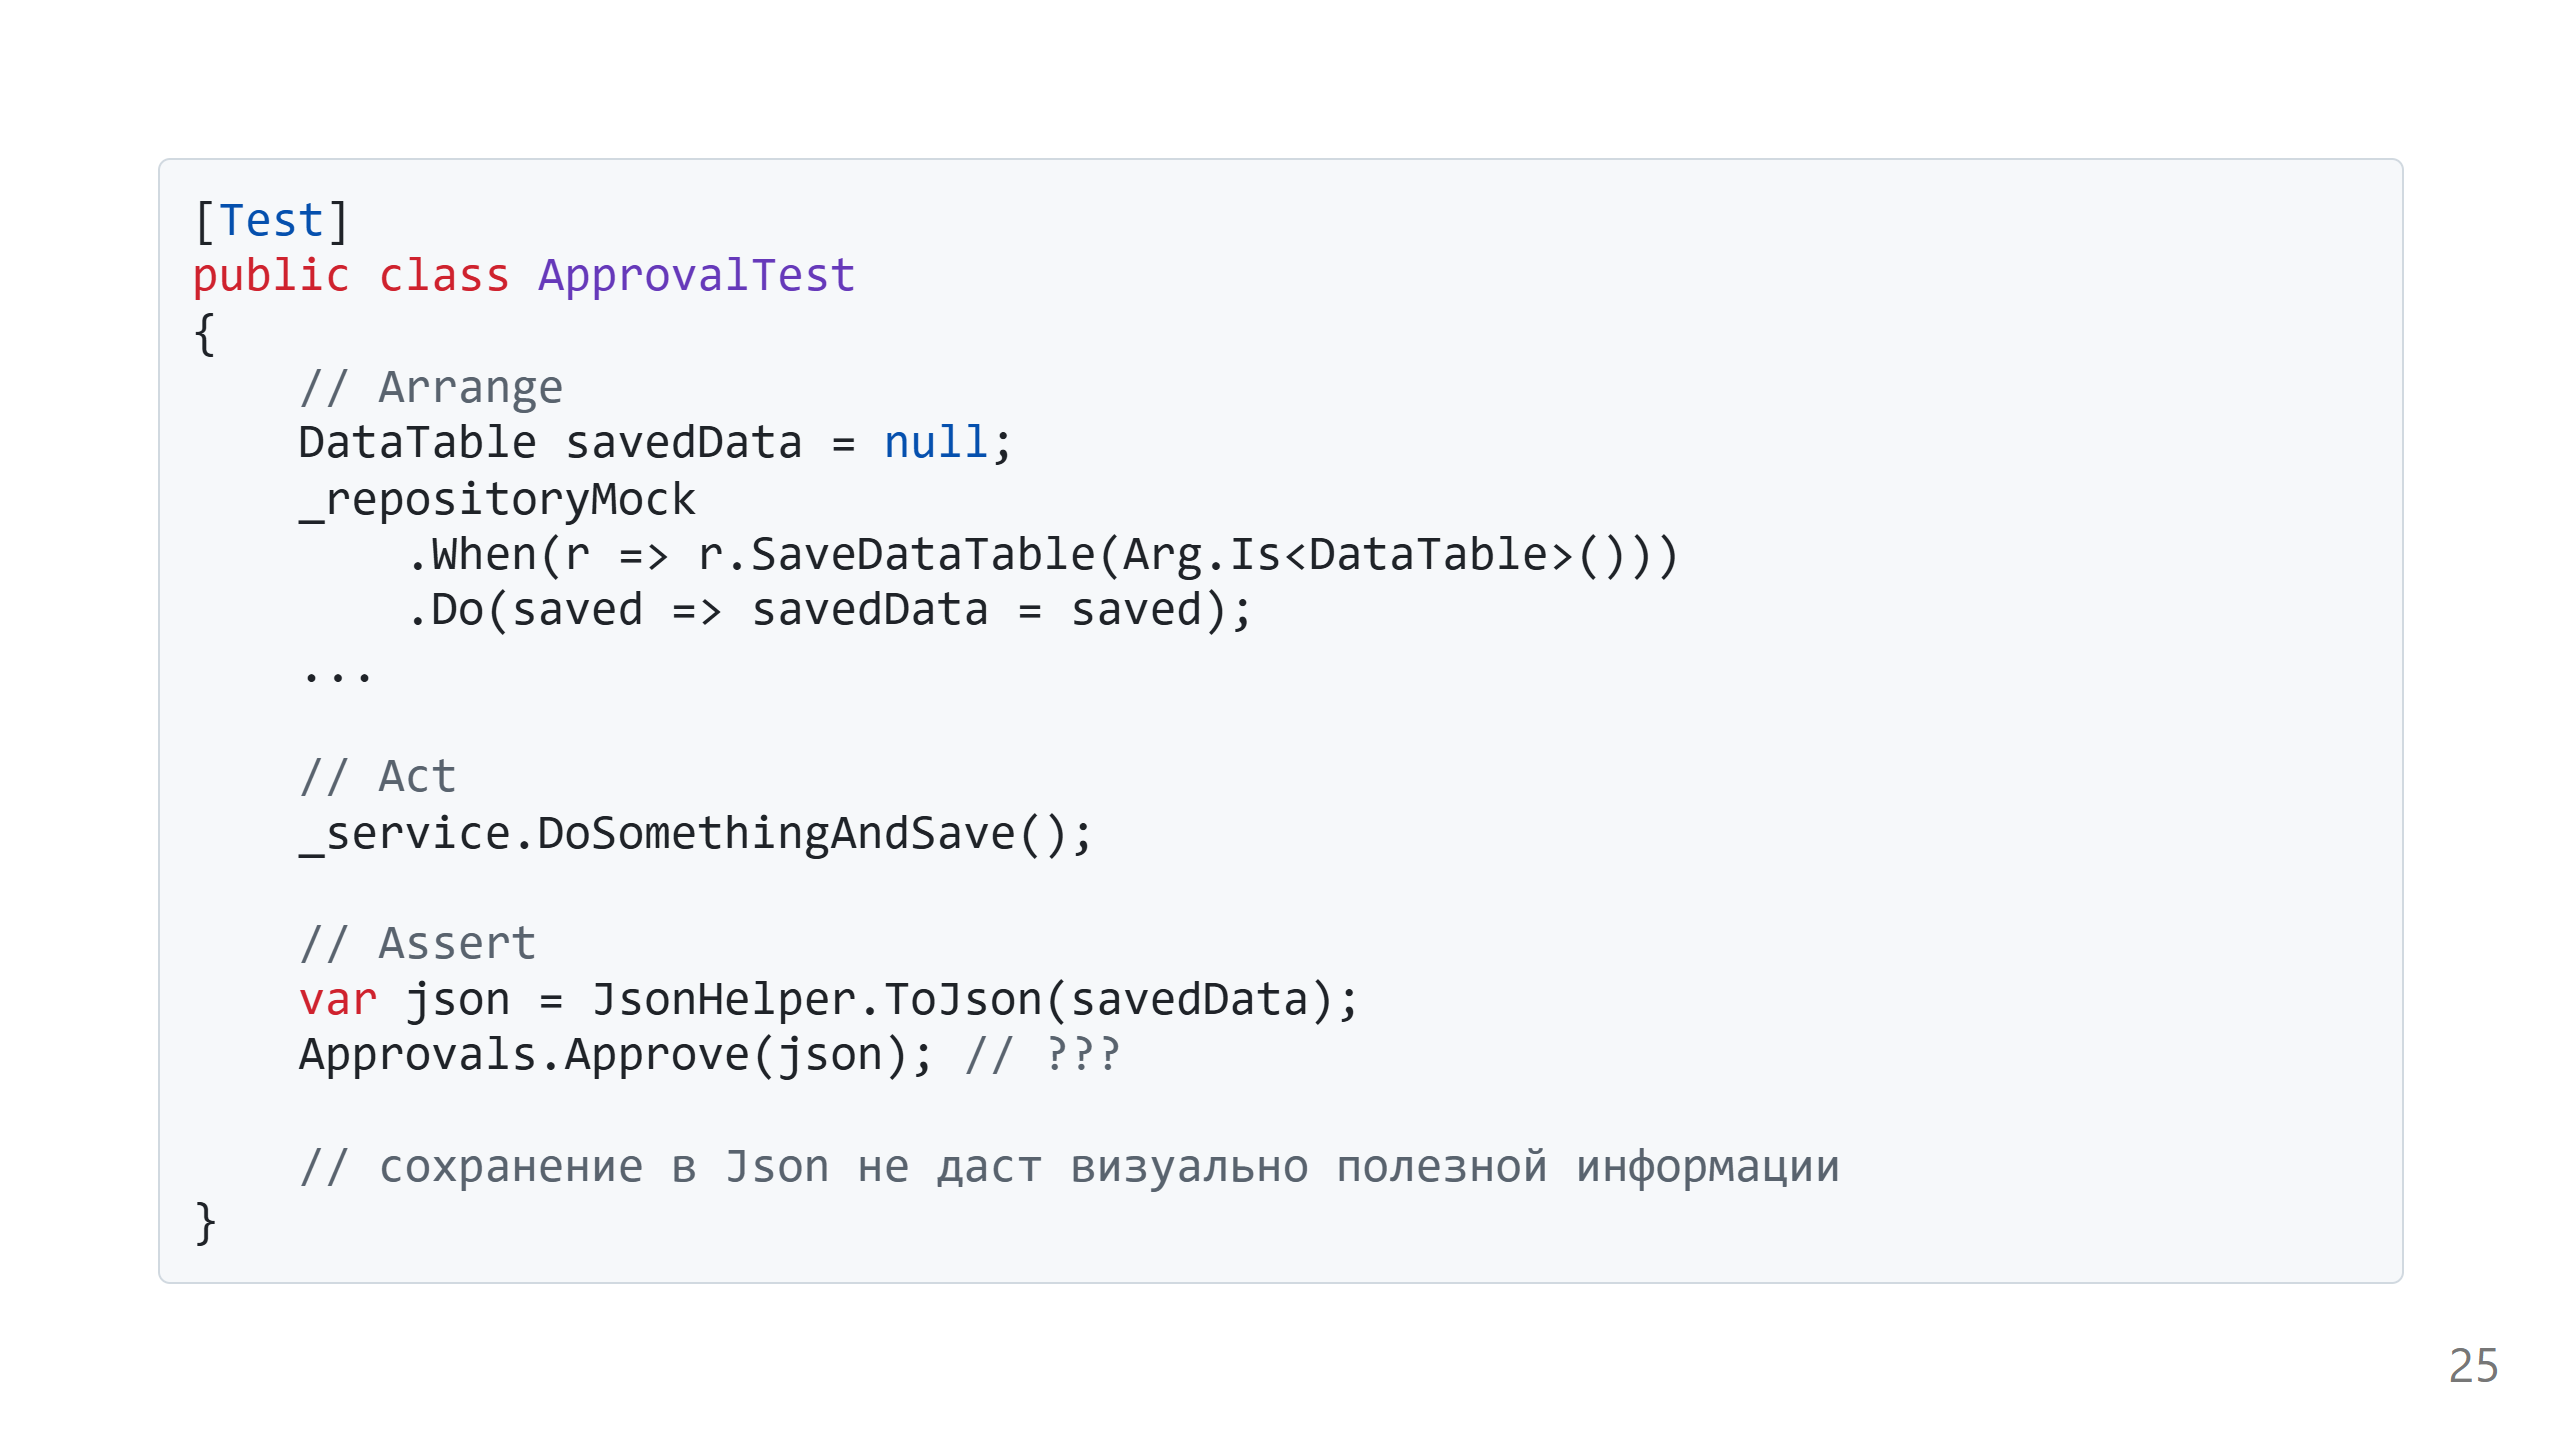 [Test]
public class ApprovalTest
{
    // Arrange
    DataTable savedData = null;
    _repositoryMock
        .When(r => r.SaveDataTable(Arg.Is<DataTable>()))
        .Do(saved => savedData = saved);
    ...
    // Act
    _service.DoSomethingAndSave();
    // Assert
    var json = JsonHelper.ToJson(savedData);
    Approvals.Approve(json); // ???
    // сохранение в Json не даст визуально полезной информации
}
25